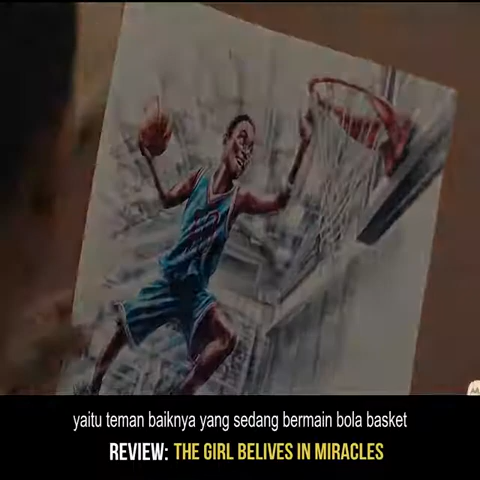 yaitu teman baiknya yang sedang bermain bola basket
REVIEW: THE GIRL BELIVES IN MIRACLES